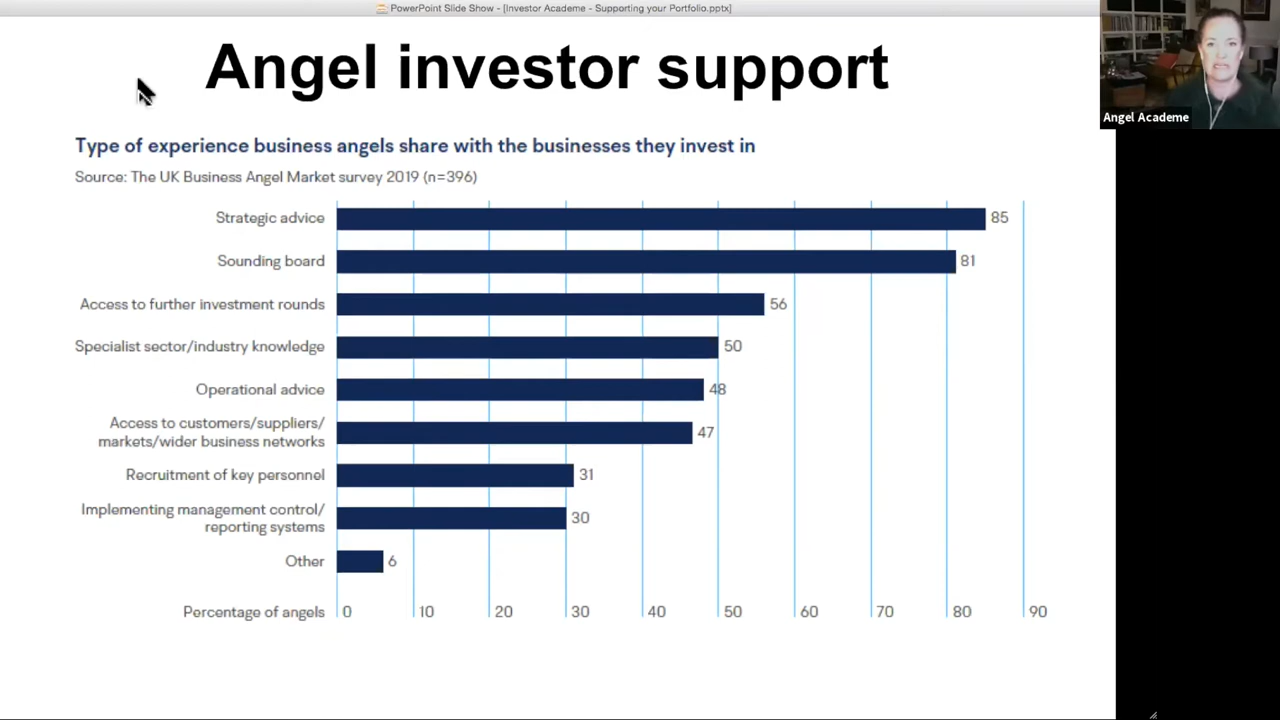 PowerPoint Slide Show - [Investor Academe - Supporting your Portfolio.pptx]
Angel investor support
Angel Academe
Type of experience business angels share with the businesses they invest in
Source: The UK Business Angel Market survey 2019 (n=396)
Strategic advice 85
Sounding board 81
Access to further investment rounds 56
Specialist sector/industry knowledge 50
Operational advice 48
Access to customers/suppliers/
markets/wider business networks 47
Recruitment of key personnel 31
Implementing management control/
reporting systems 30
Other 6
Percentage of angels 0 10 20 30 40 50 60 70 80 90